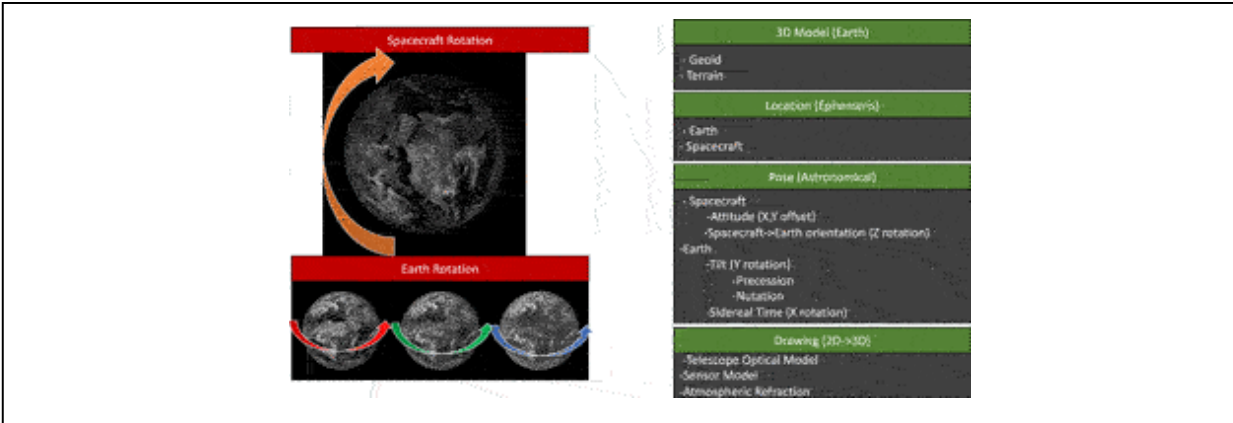 Spacecraft Rotation
Earth Rotation
3D Model (Earth)
- Geoid
- Terrain
Location (Ephemeris)
- Earth
- Spacecraft
Pose (Astronomical)
- Spacecraft
-Attitude (X,Y offset)
-Spacecraft->Earth orientation (Z rotation)
-Earth
-Tilt (Y rotation)
-Precession
-Nutation
-Sidereal Time (X rotation)
Drawing (2D->3D)
-Telescope Optical Model
-Sensor Model
-Atmospheric Refraction